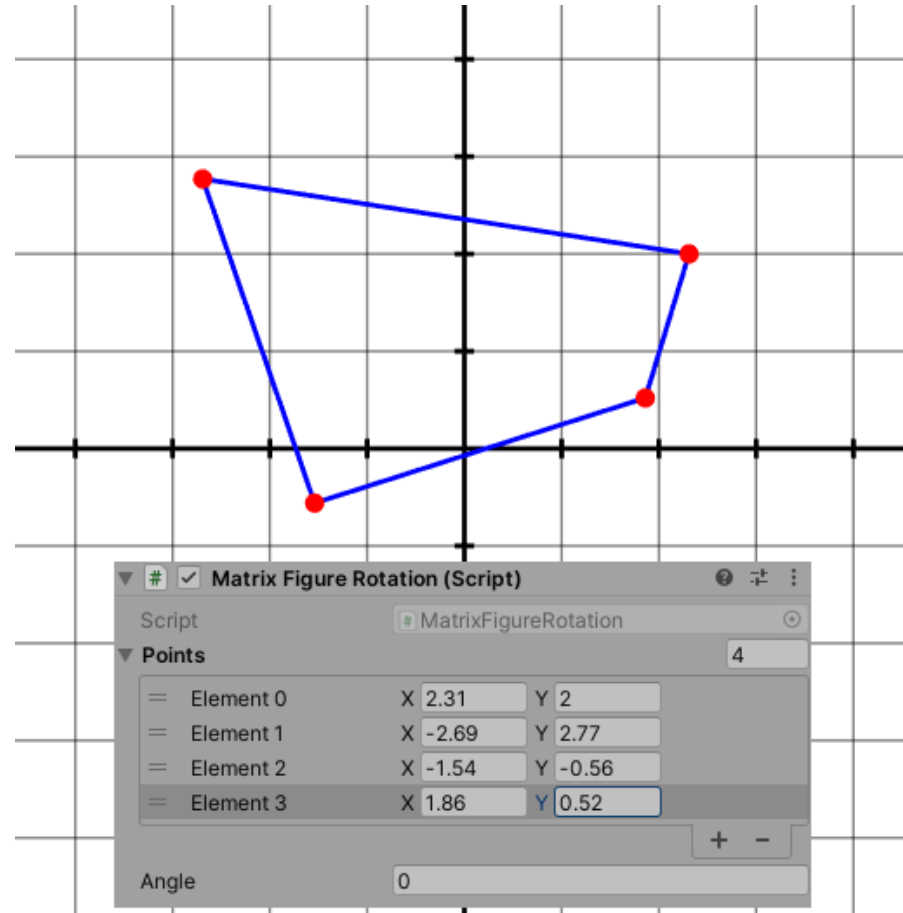 Matrix Figure Rotation (Script)
Script # MatrixFigureRotation
Points 4
Element 0 X 2.31 Y 2
Element 1 X -2.69 Y 2.77
Element 2 X -1.54 Y -0.56
Element 3 X 1.86 Y 0.52
+ −
Angle 0